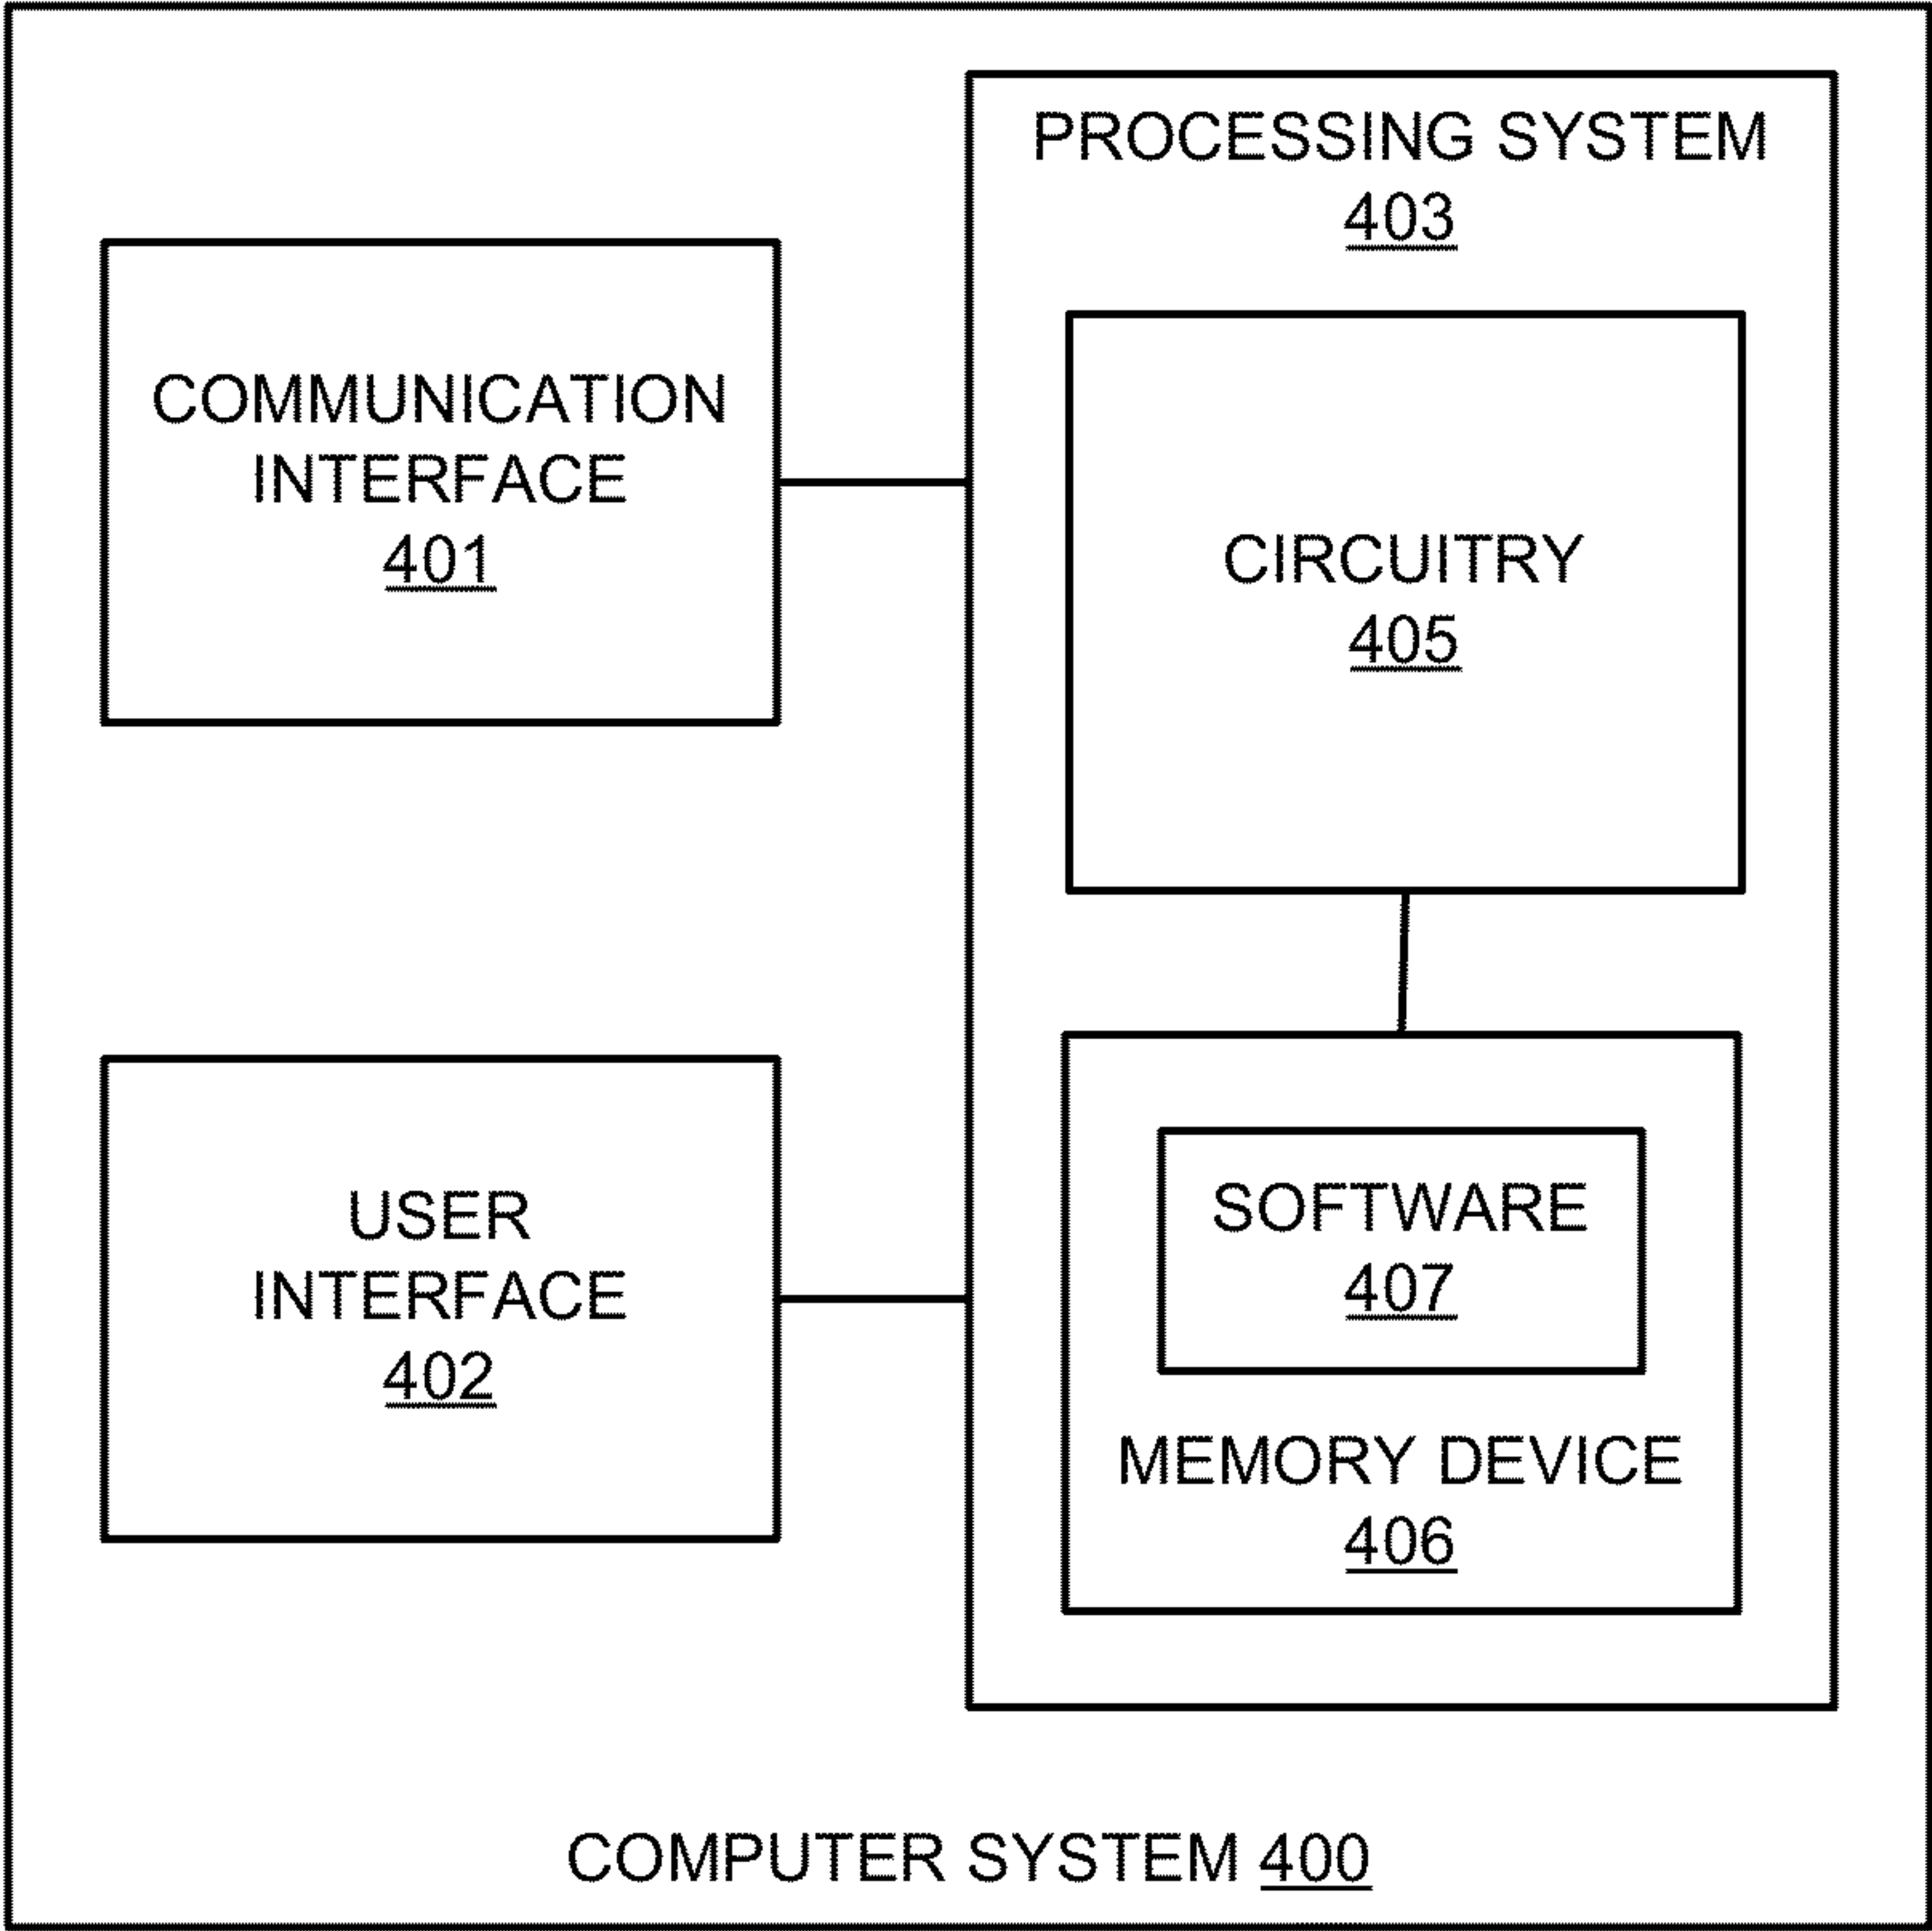 PROCESSING SYSTEM
403
COMMUNICATION
INTERFACE
401
CIRCUITRY
405
USER
INTERFACE
402
SOFTWARE
407
MEMORY DEVICE
406
COMPUTER SYSTEM 400